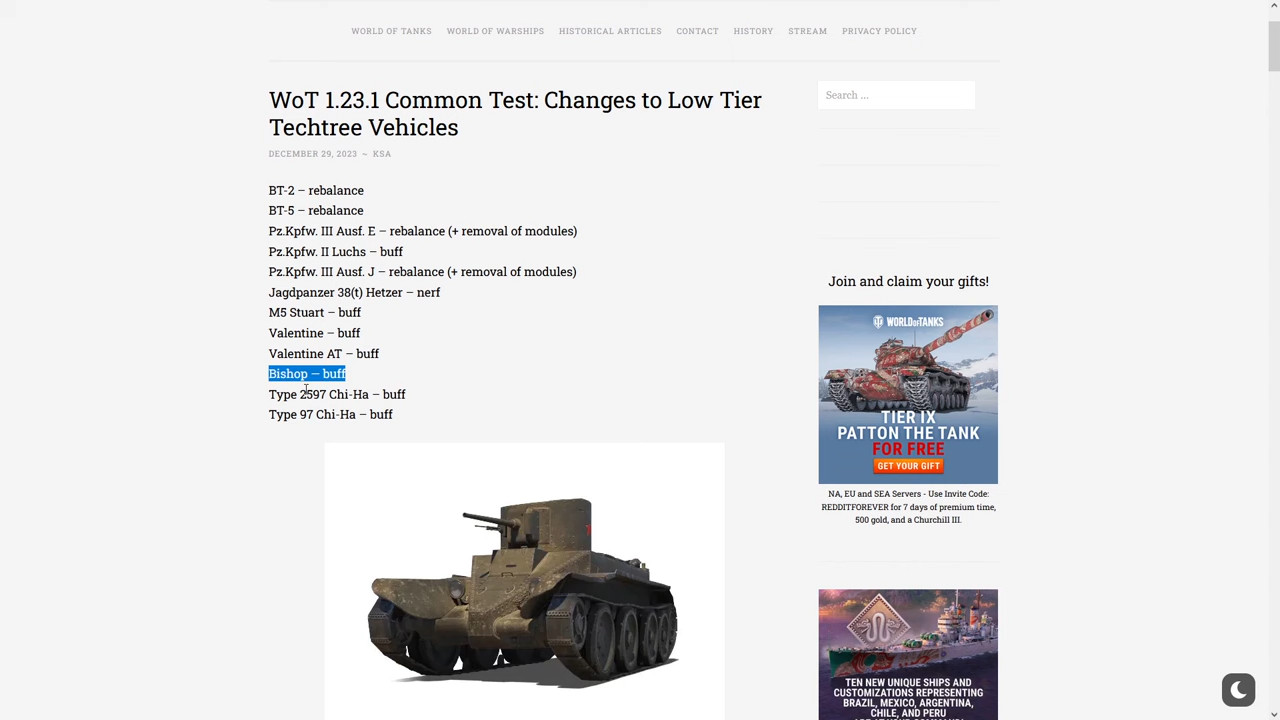 WORLD OF TANKS WORLD OF WARSHIPS HISTORICAL ARTICLES CONTACT HISTORY STREAM PRIVACY POLICY
WoT 1.23.1 Common Test: Changes to Low Tier
Techtree Vehicles
DECEMBER 29, 2023 ~ KSA
BT-2 – rebalance
BT-5 – rebalance
Pz.Kpfw. III Ausf. E – rebalance (+ removal of modules)
Pz.Kpfw. II Luchs – buff
Pz.Kpfw. III Ausf. J – rebalance (+ removal of modules)
Jagdpanzer 38(t) Hetzer – nerf
M5 Stuart – buff
Valentine – buff
Valentine AT – buff
Bishop – buff
Type 2597 Chi-Ha – buff
Type 97 Chi-Ha – buff
Search ...
Join and claim your gifts!
WORLD OF TANKS
TIER IX
PATTON THE TANK
FOR FREE
GET YOUR GIFT
NA, EU and SEA Servers - Use Invite Code:
REDDITFOREVER for 7 days of premium time,
500 gold, and a Churchill III.
TEN NEW UNIQUE SHIPS AND
CUSTOMIZATIONS REPRESENTING
BRAZIL, MEXICO, ARGENTINA,
CHILE, AND PERU